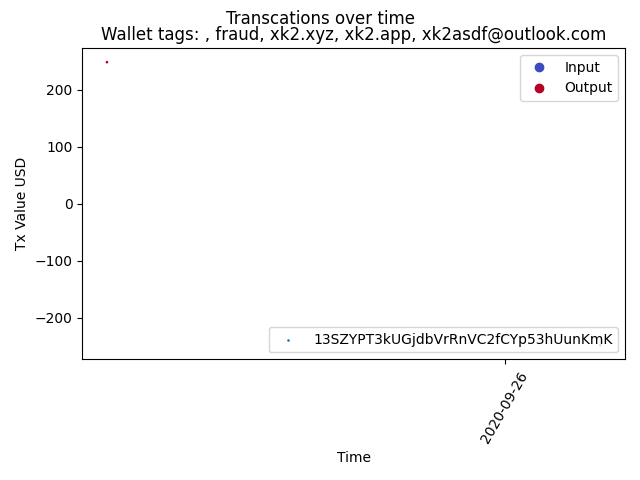 Transcations over time
Wallet tags: , fraud, xk2.xyz, xk2.app, xk2asdf@outlook.com
Input
Output
200
100
0
−100
−200
Tx Value USD
13SZYPT3kUGjdbVrRnVC2fCYp53hUunKmK
2020-09-26
Time